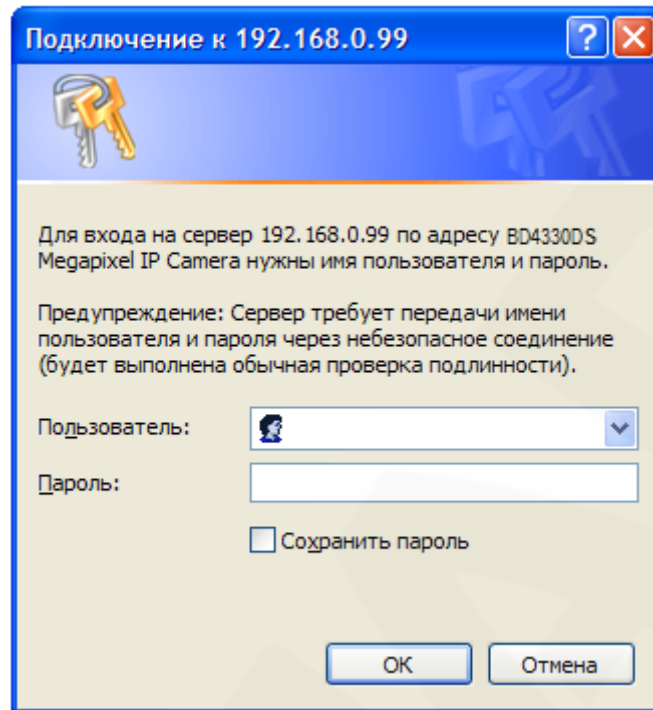 Подключение к 192.168.0.99
Для входа на сервер 192.168.0.99 по адресу BD4330DS
Megapixel IP Camera нужны имя пользователя и пароль.
Предупреждение: Сервер требует передачи имени
пользователя и пароля через небезопасное соединение
(будет выполнена обычная проверка подлинности).
Пользователь:
Пароль:
Сохранить пароль
ОК
Отмена